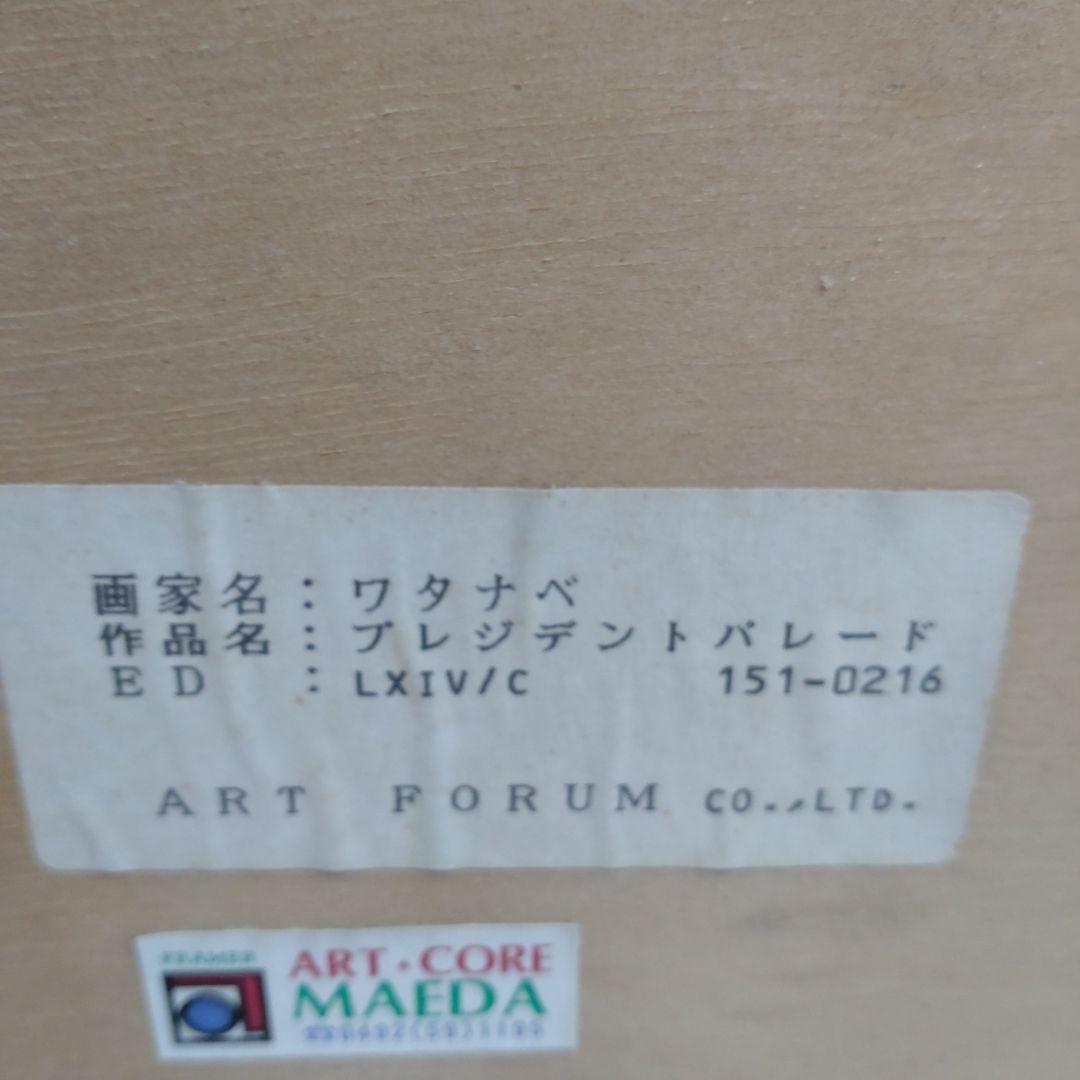 画家名：ワタナベ
作品名：プレジデントパレード
ED：LXIV/C 151-0216
ART FORUM CO.,LTD.
FRAMER
ART・CORE
MAEDA